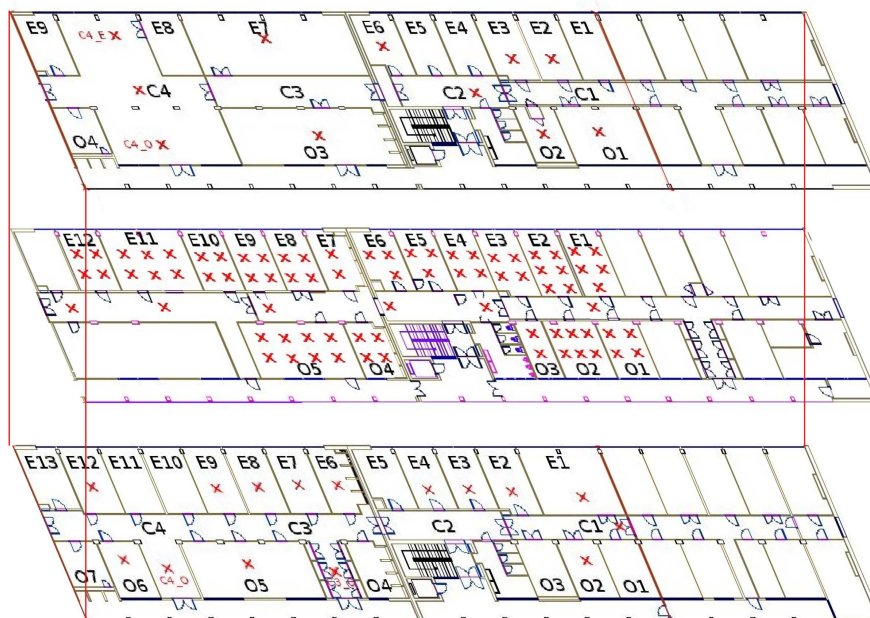 E9 C4_E E8 E7 E6 E5 E4 E3 E2 E1
C4 C3 C2 C1
O4 C4_O O3 O2 O1
E12 E11 E10 E9 E8 E7 E6 E5 E4 E3 E2 E1
O5 O4 O3 O2 O1
E13 E12 E11 E10 E9 E8 E7 E6 E5 E4 E3 E2 E1
C4 C3 C2 C1
O7 O6 C4_O O5 O4 O3 O2 O1